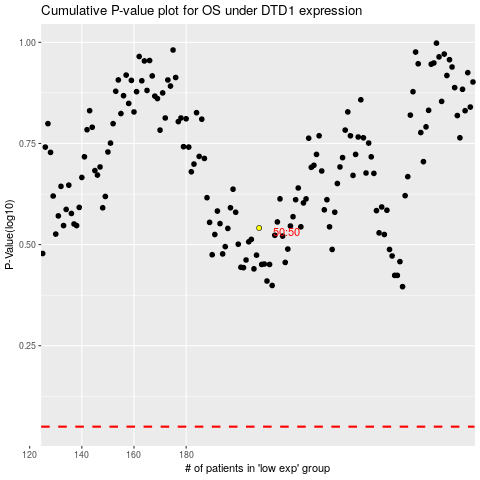 Cumulative P-value plot for OS under DTD1 expression
P-Value(log10)
1.00
0.75
0.50
0.25
50:50
120 140 160 180
# of patients in 'low exp' group